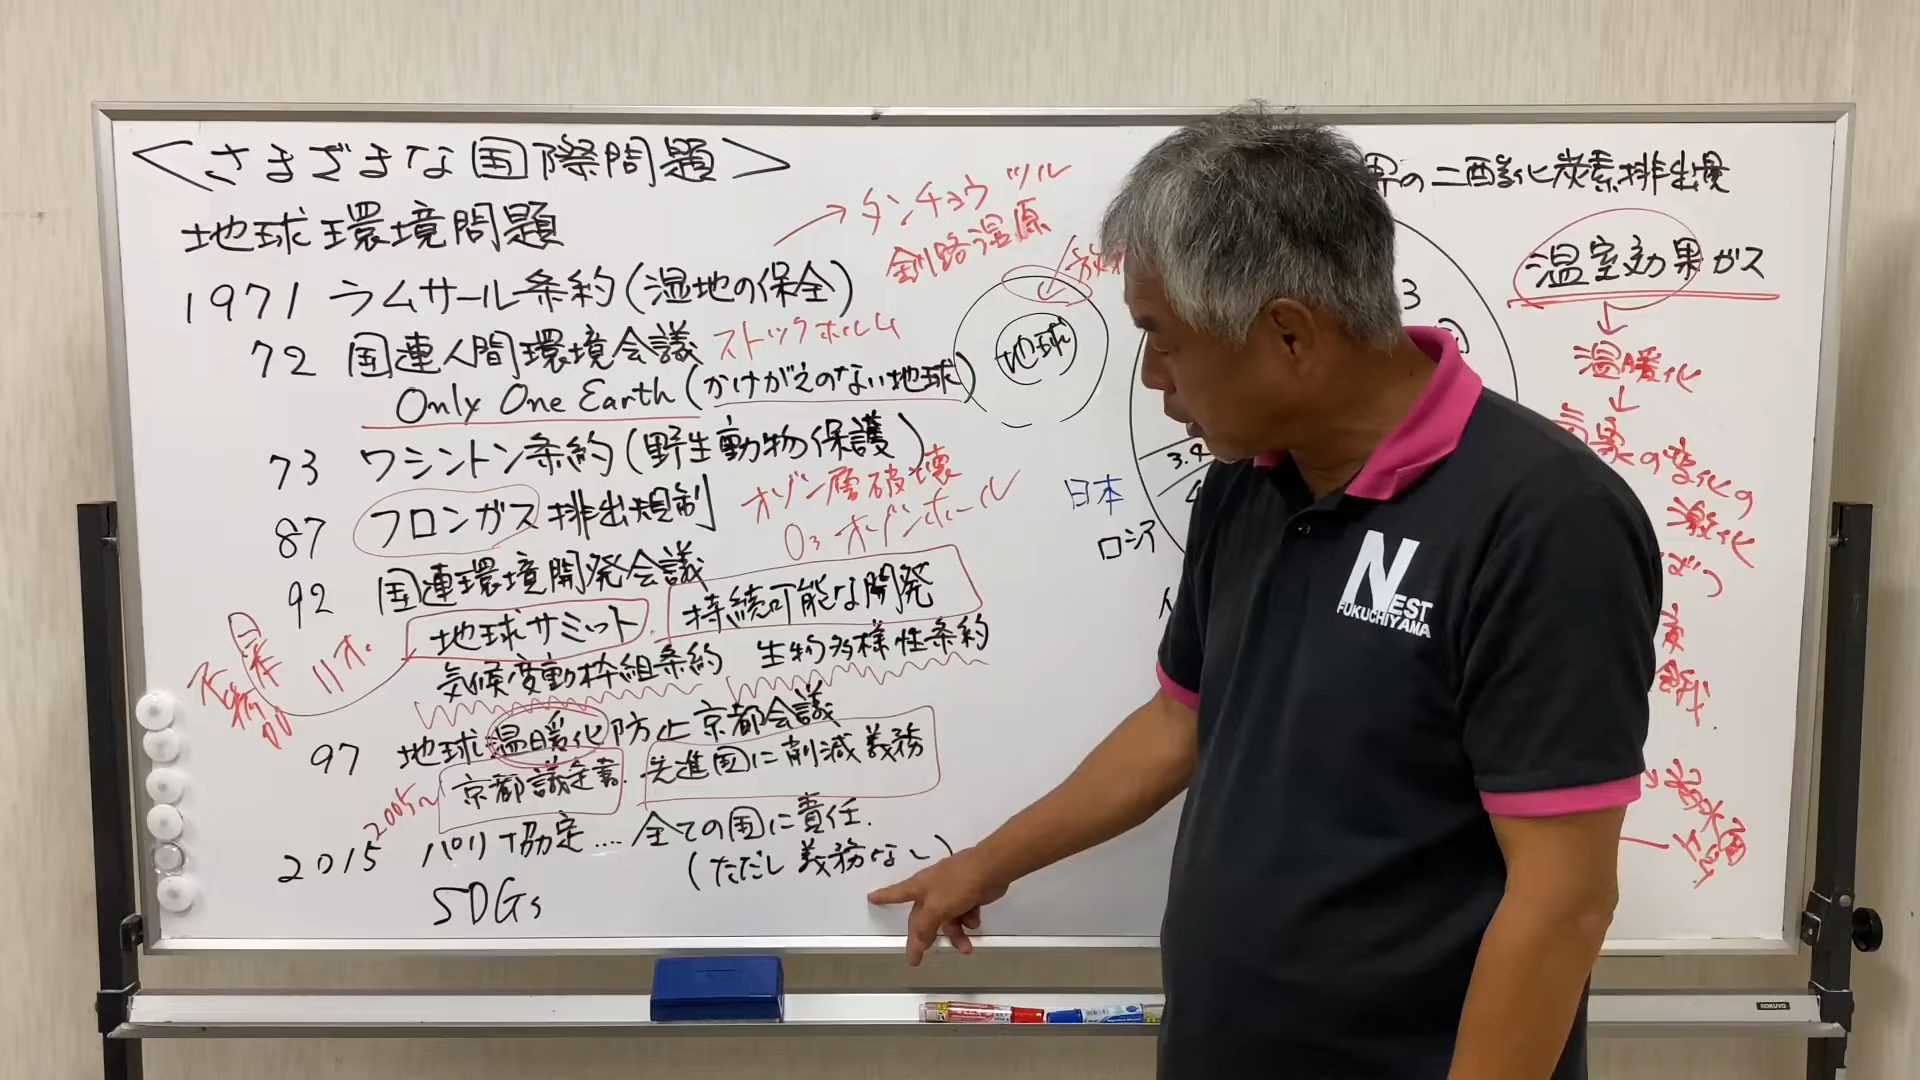 <さまざまな国際問題>
地球環境問題
1971 ラムサール条約(湿地の保全)
→タンチョウヅル
釧路湿原
72 国連人間環境会議 ストックホルム
Only One Earth (かけがえのない地球)
73 ワシントン条約(野生動物保護)
87 フロンガス排出規制 オゾン層破壊
O₃ オゾンホール
92 国連環境開発会議
地球サミット. 持続可能な開発
リオ.
気候変動枠組条約 生物多様性条約
97 地球温暖化防止京都会議
2005〜 京都議定書. 先進国に削減義務
2015 パリ協定....全ての国に責任.
(ただし義務なし)
SDGs
地球
界の二酸化炭素排出量
3
3.4
日本
ロシア
温室効果ガス
↓
温暖化
↓
気象の変化の
激化
上昇
NEST
FUKUCHIYAMA
KOKUYO